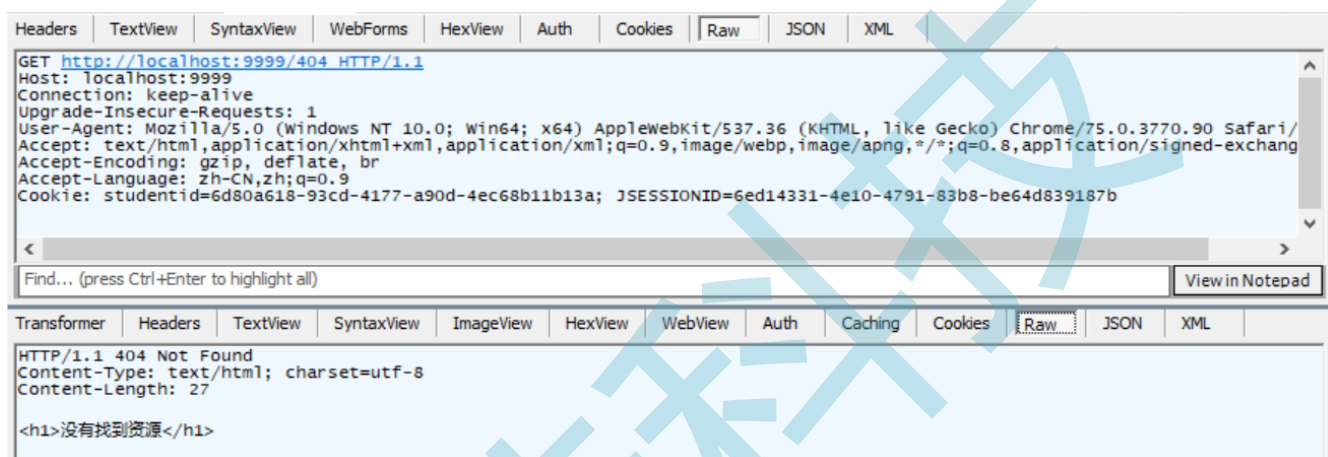 Headers TextView SyntaxView WebForms HexView Auth Cookies Raw JSON XML
GET http://localhost:9999/404 HTTP/1.1
Host: localhost:9999
Connection: keep-alive
Upgrade-Insecure-Requests: 1
User-Agent: Mozilla/5.0 (Windows NT 10.0; Win64; x64) AppleWebKit/537.36 (KHTML, like Gecko) Chrome/75.0.3770.90 Safari/
Accept: text/html,application/xhtml+xml,application/xml;q=0.9,image/webp,image/apng,*/*;q=0.8,application/signed-exchang
Accept-Encoding: gzip, deflate, br
Accept-Language: zh-CN,zh;q=0.9
Cookie: studentid=6d80a618-93cd-4177-a90d-4ec68b11b13a; JSESSIONID=6ed14331-4e10-4791-83b8-be64d839187b
Find... (press Ctrl+Enter to highlight all) View in Notepad
Transformer Headers TextView SyntaxView ImageView HexView WebView Auth Caching Cookies Raw JSON XML
HTTP/1.1 404 Not Found
Content-Type: text/html; charset=utf-8
Content-Length: 27
<h1>没有找到资源</h1>
科技